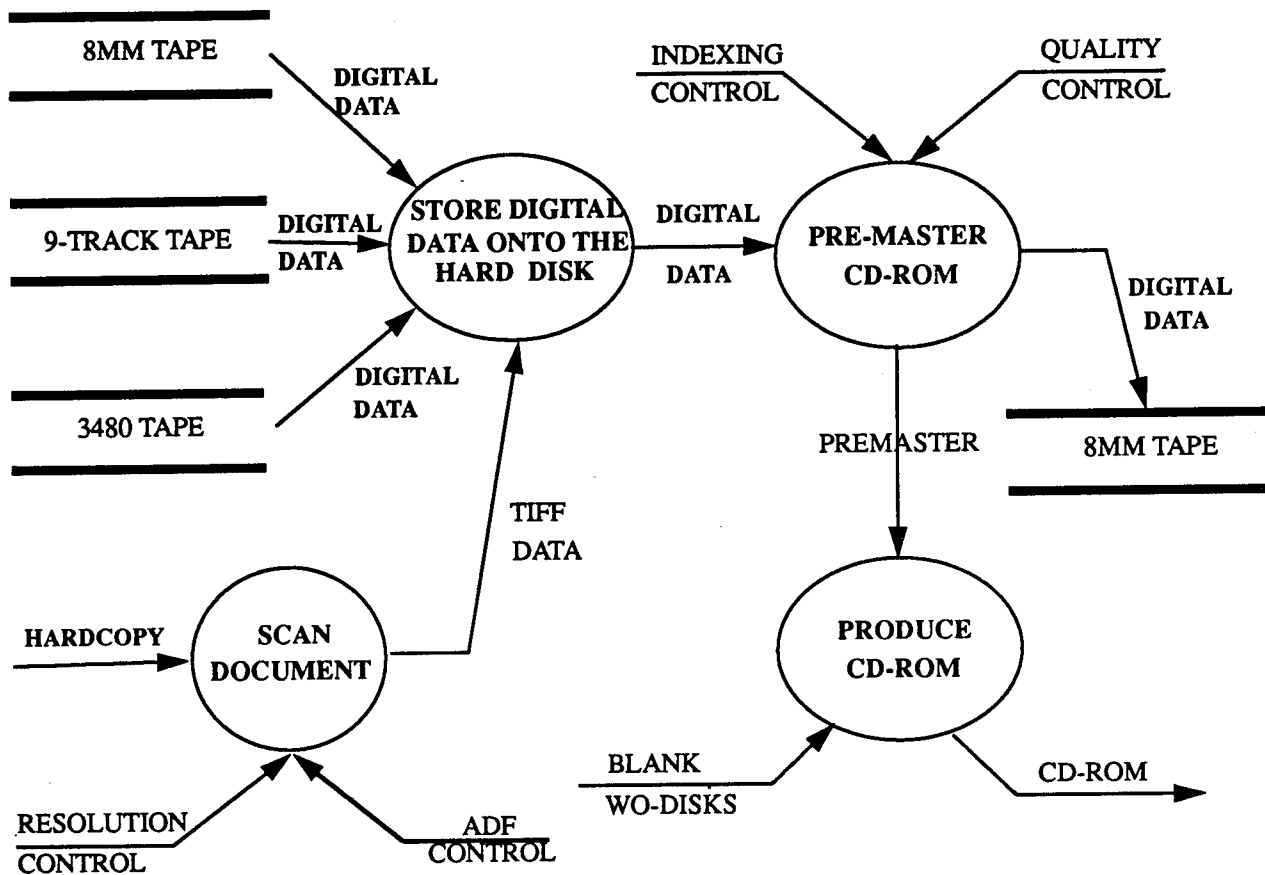 8MM TAPE
DIGITAL
DATA
INDEXING
CONTROL
QUALITY
CONTROL
9-TRACK TAPE
DIGITAL
DATA
STORE DIGITAL
DATA ONTO THE
HARD DISK
DIGITAL
DATA
PRE-MASTER
CD-ROM
DIGITAL
DATA
3480 TAPE
DIGITAL
DATA
PREMASTER
8MM TAPE
TIFF
DATA
HARDCOPY
SCAN
DOCUMENT
PRODUCE
CD-ROM
BLANK
WO-DISKS
CD-ROM
RESOLUTION
CONTROL
ADF
CONTROL